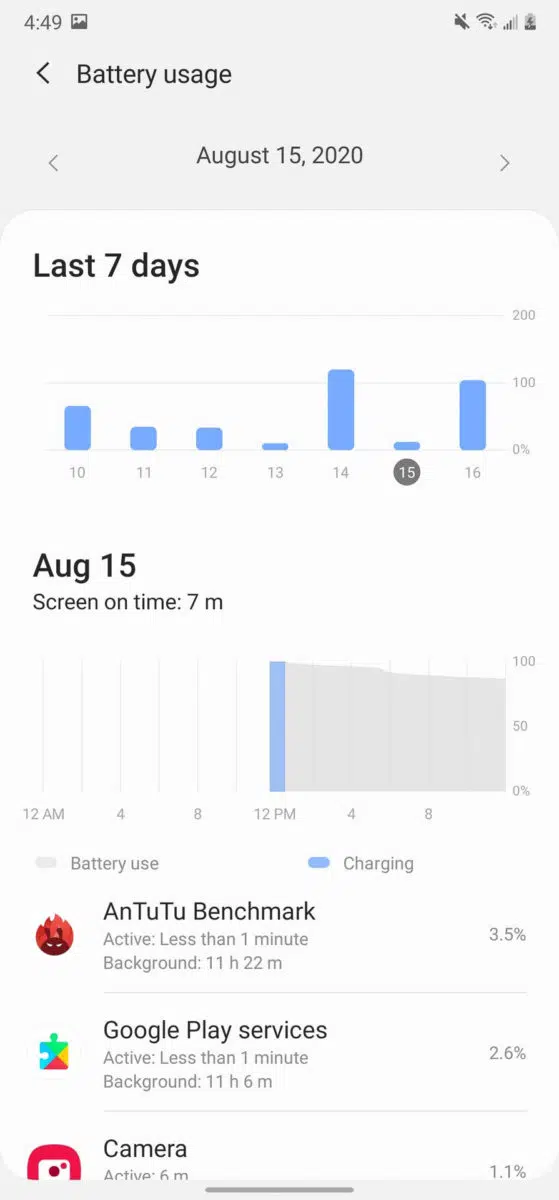 4:49
Battery usage
August 15, 2020
Last 7 days
200
100
0%
10 11 12 13 14 15 16
Aug 15
Screen on time: 7 m
100
50
0%
12 AM 4 8 12 PM 4 8
Battery use Charging
AnTuTu Benchmark
Active: Less than 1 minute
Background: 11 h 22 m
3.5%
Google Play services
Active: Less than 1 minute
Background: 11 h 6 m
2.6%
Camera
Active: 6 m
1.1%